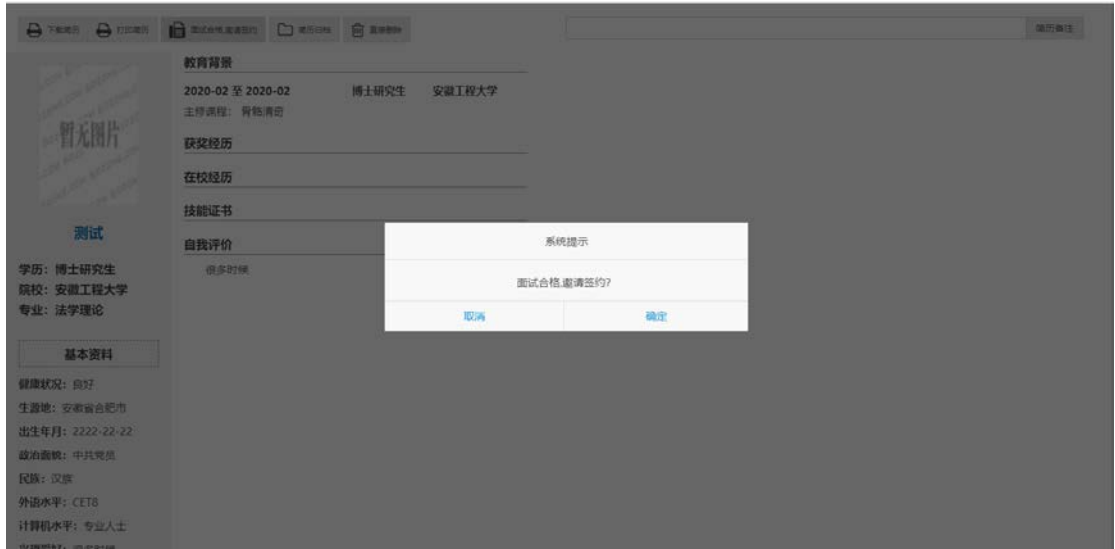 下载简历 打印简历 面试合格,邀请签约 简历归档 直接删除 简历备注
暂无图片
测试
学历：博士研究生
院校：安徽工程大学
专业：法学理论
基本资料
健康状况：良好
生源地：安徽省合肥市
出生年月：2222-22-22
政治面貌：中共党员
民族：汉族
外语水平：CET8
计算机水平：专业人士
教育背景
2020-02 至 2020-02 博士研究生 安徽工程大学
主修课程： 骨骼清奇
获奖经历
在校经历
技能证书
自我评价
很多时候
系统提示
面试合格,邀请签约?
取消 确定